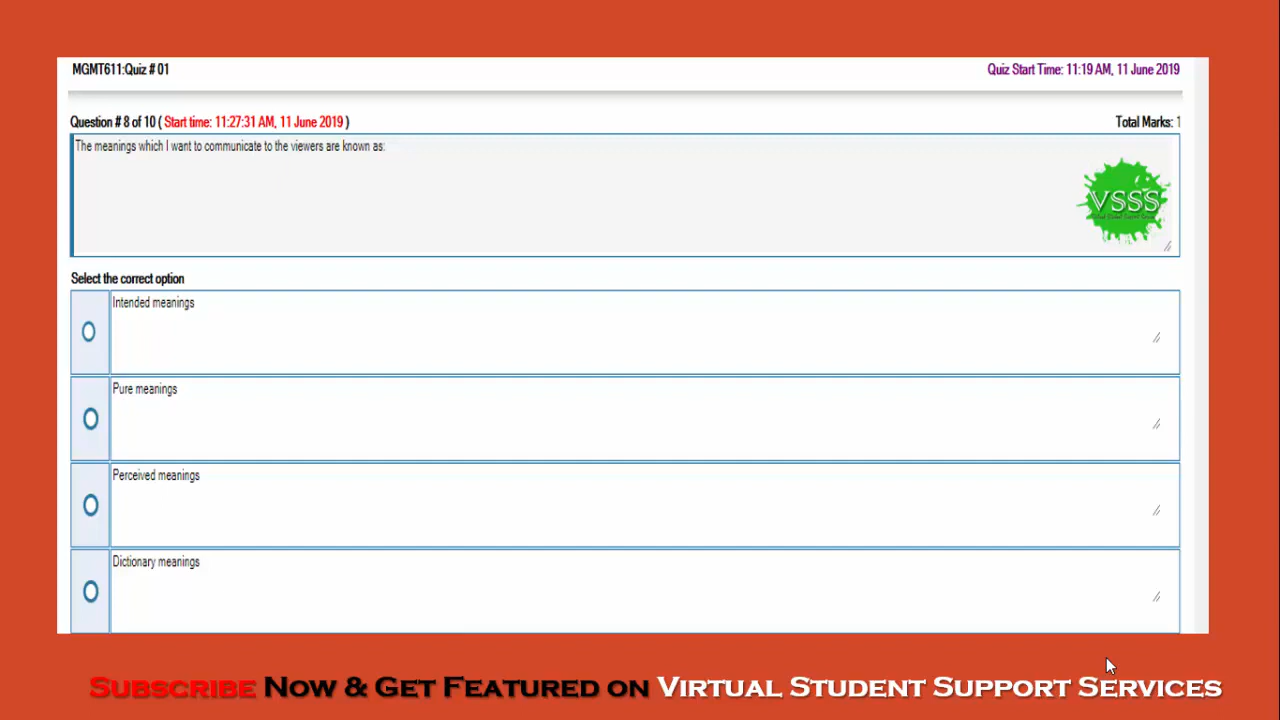 MGMT611:Quiz # 01
Quiz Start Time: 11:19 AM, 11 June 2019
Question # 8 of 10 ( Start time: 11:27:31 AM, 11 June 2019 )
Total Marks: 1
The meanings which I want to communicate to the viewers are known as:
VSSS
Select the correct option
Intended meanings
Pure meanings
Perceived meanings
Dictionary meanings
Subscribe Now & Get Featured on Virtual Student Support Services